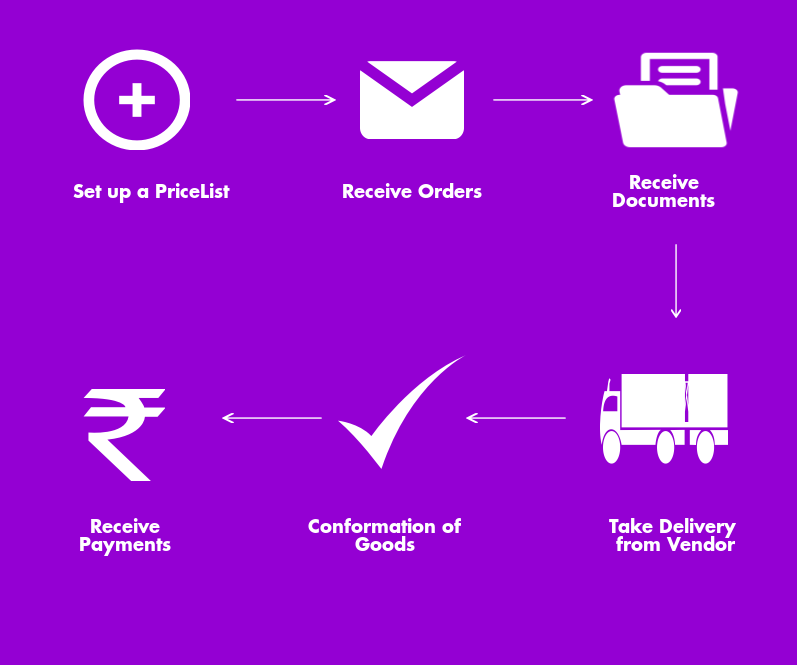 Set up a PriceList
Receive Orders
Receive
Documents
Receive
Payments
Conformation of
Goods
Take Delivery
from Vendor